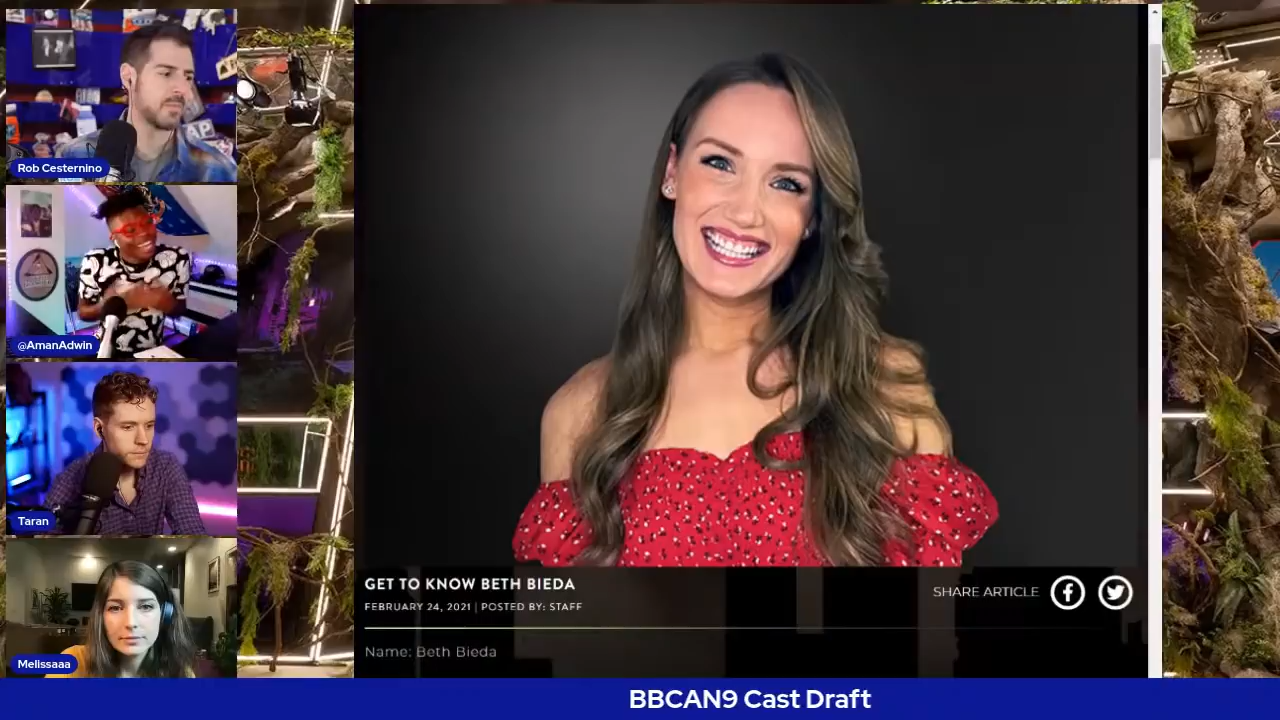 Rob Cesternino
@AmanAdwin
Taran
Melissaaa
AP
GET TO KNOW BETH BIEDA
FEBRUARY 24, 2021 | POSTED BY: STAFF
SHARE ARTICLE
Name: Beth Bieda
BBCAN9 Cast Draft